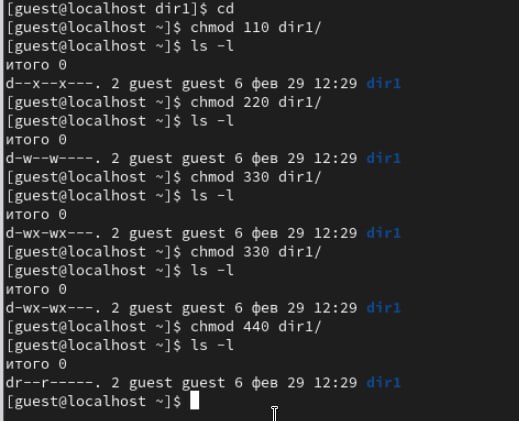 [guest@localhost dir1]$ cd
[guest@localhost ~]$ chmod 110 dir1/
[guest@localhost ~]$ ls -l
итого 0
d--x--x---. 2 guest guest 6 фев 29 12:29 dir1
[guest@localhost ~]$ chmod 220 dir1/
[guest@localhost ~]$ ls -l
итого 0
d-w--w----. 2 guest guest 6 фев 29 12:29 dir1
[guest@localhost ~]$ chmod 330 dir1/
[guest@localhost ~]$ ls -l
итого 0
d-wx-wx---. 2 guest guest 6 фев 29 12:29 dir1
[guest@localhost ~]$ chmod 330 dir1/
[guest@localhost ~]$ ls -l
итого 0
d-wx-wx---. 2 guest guest 6 фев 29 12:29 dir1
[guest@localhost ~]$ chmod 440 dir1/
[guest@localhost ~]$ ls -l
итого 0
dr--r-----. 2 guest guest 6 фев 29 12:29 dir1
[guest@localhost ~]$